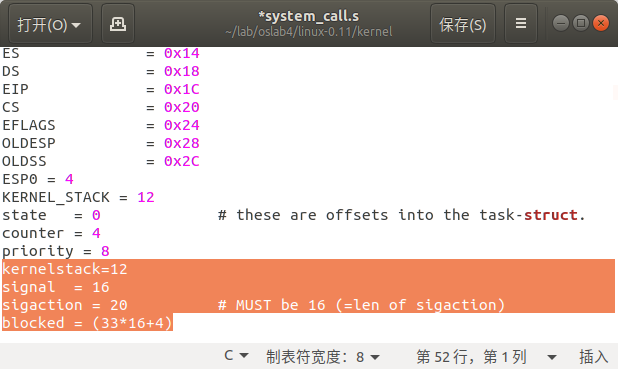 打开(O)
*system_call.s
~/lab/oslab4/linux-0.11/kernel
保存(S)
ES = 0x14
DS = 0x18
EIP = 0x1C
CS = 0x20
EFLAGS = 0x24
OLDESP = 0x28
OLDSS = 0x2C
ESP0 = 4
KERNEL_STACK = 12
state = 0 # these are offsets into the task-struct.
counter = 4
priority = 8
kernelstack=12
signal = 16
sigaction = 20 # MUST be 16 (=len of sigaction)
blocked = (33*16+4)
C 制表符宽度：8 第 52 行，第 1 列 插入